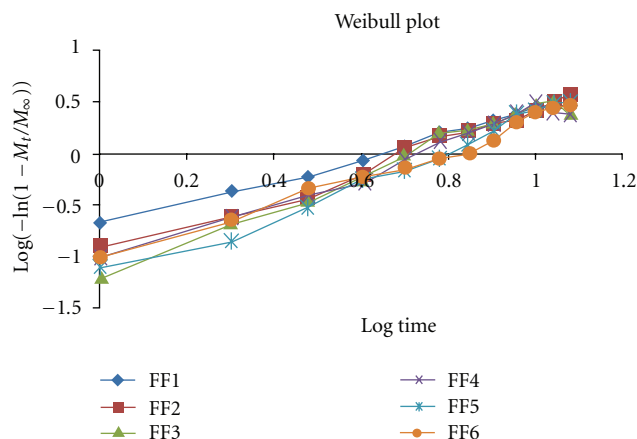 Weibull plot
1
0.5
0
−0.5
−1
−1.5
0
0.2
0.4
0.6
0.8
1
1.2
Log(−ln(1 − M_t/M_∞))
Log time
FF1
FF2
FF3
FF4
FF5
FF6